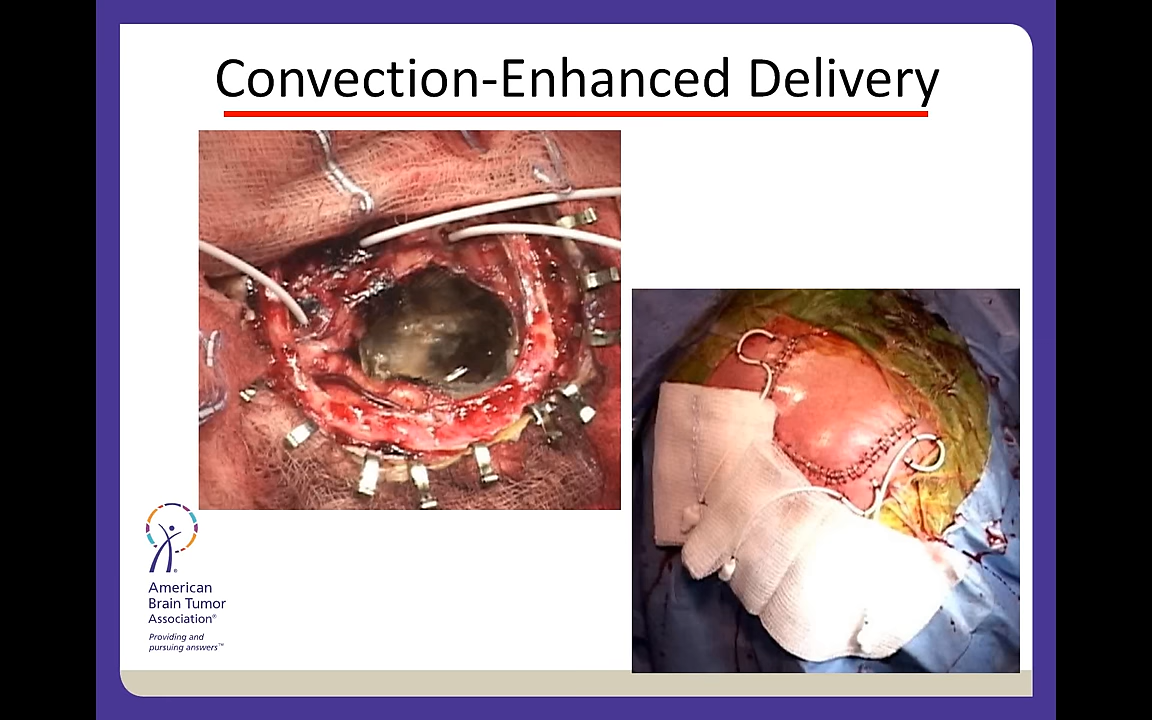 Convection-Enhanced Delivery
American
Brain Tumor
Association®
Providing and
pursuing answers™